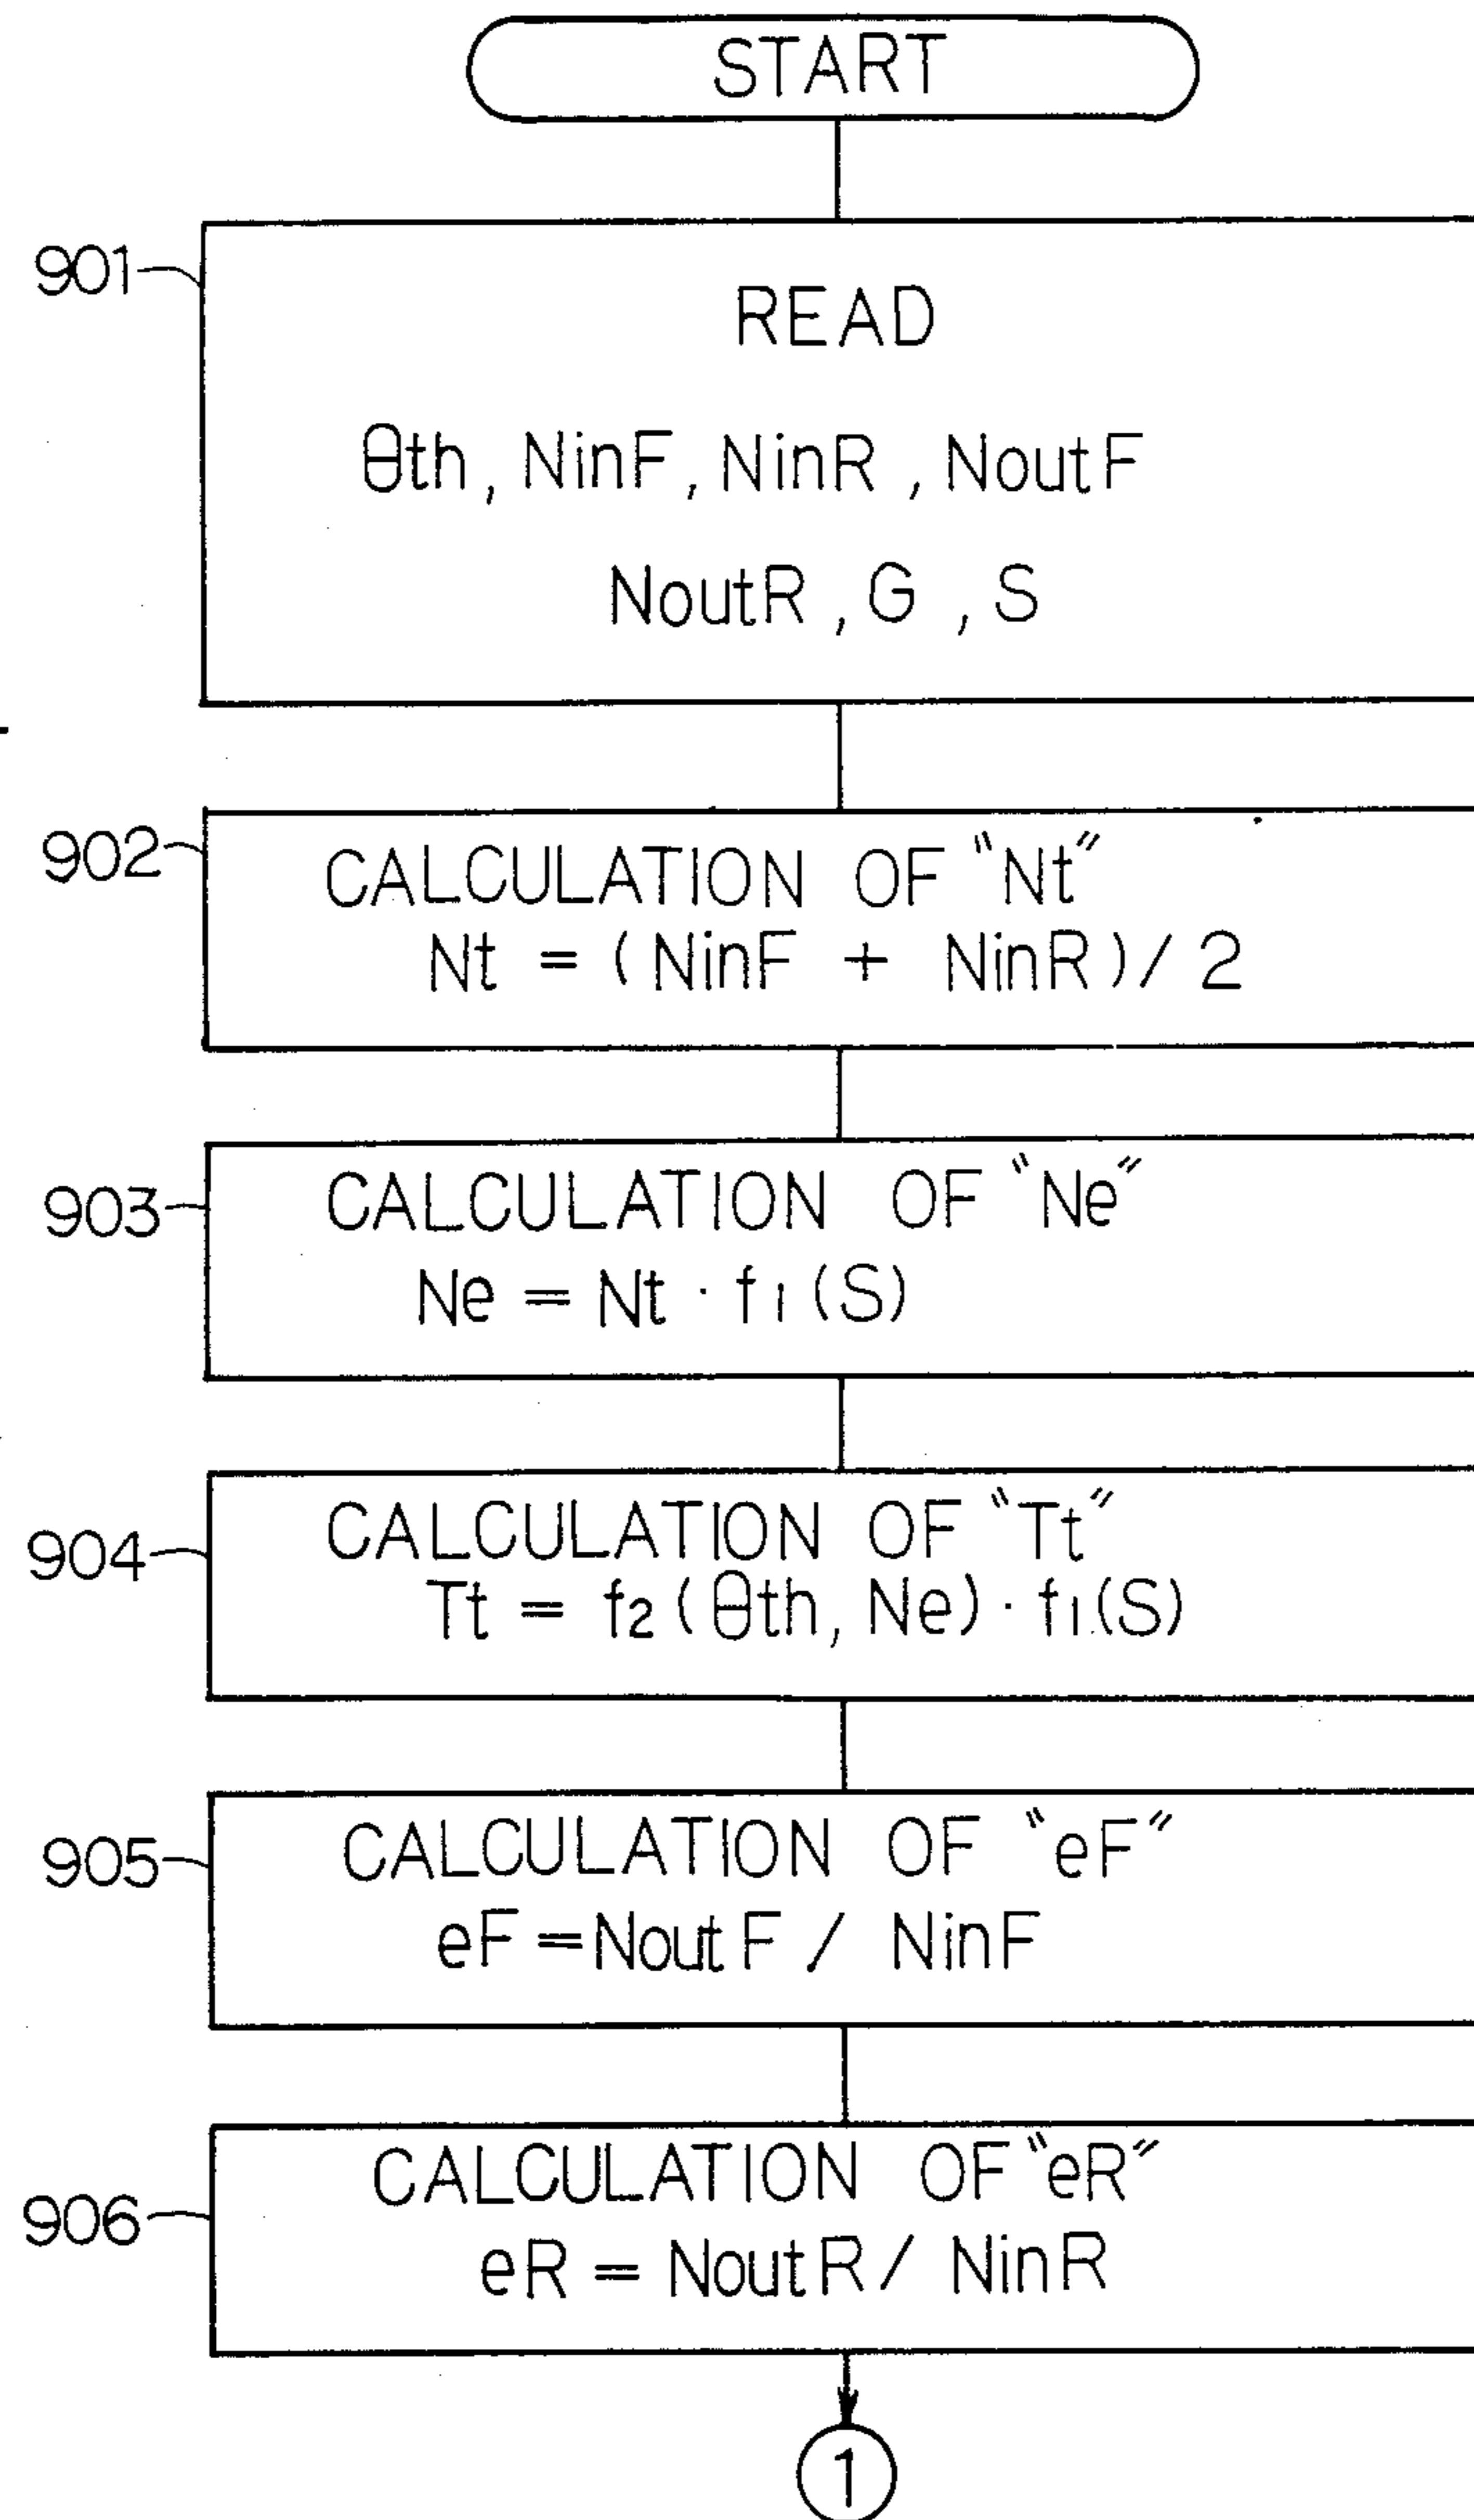 START
901
READ
θth, NinF, NinR, NoutF
NoutR, G, S
902
CALCULATION OF "Nt"
Nt = (NinF + NinR) / 2
903
CALCULATION OF "Ne"
Ne = Nt · f1 (S)
904
CALCULATION OF "Tt"
Tt = f2 (θth, Ne) · f1 (S)
905
CALCULATION OF "eF"
eF = NoutF / NinF
906
CALCULATION OF "eR"
eR = NoutR / NinR
1